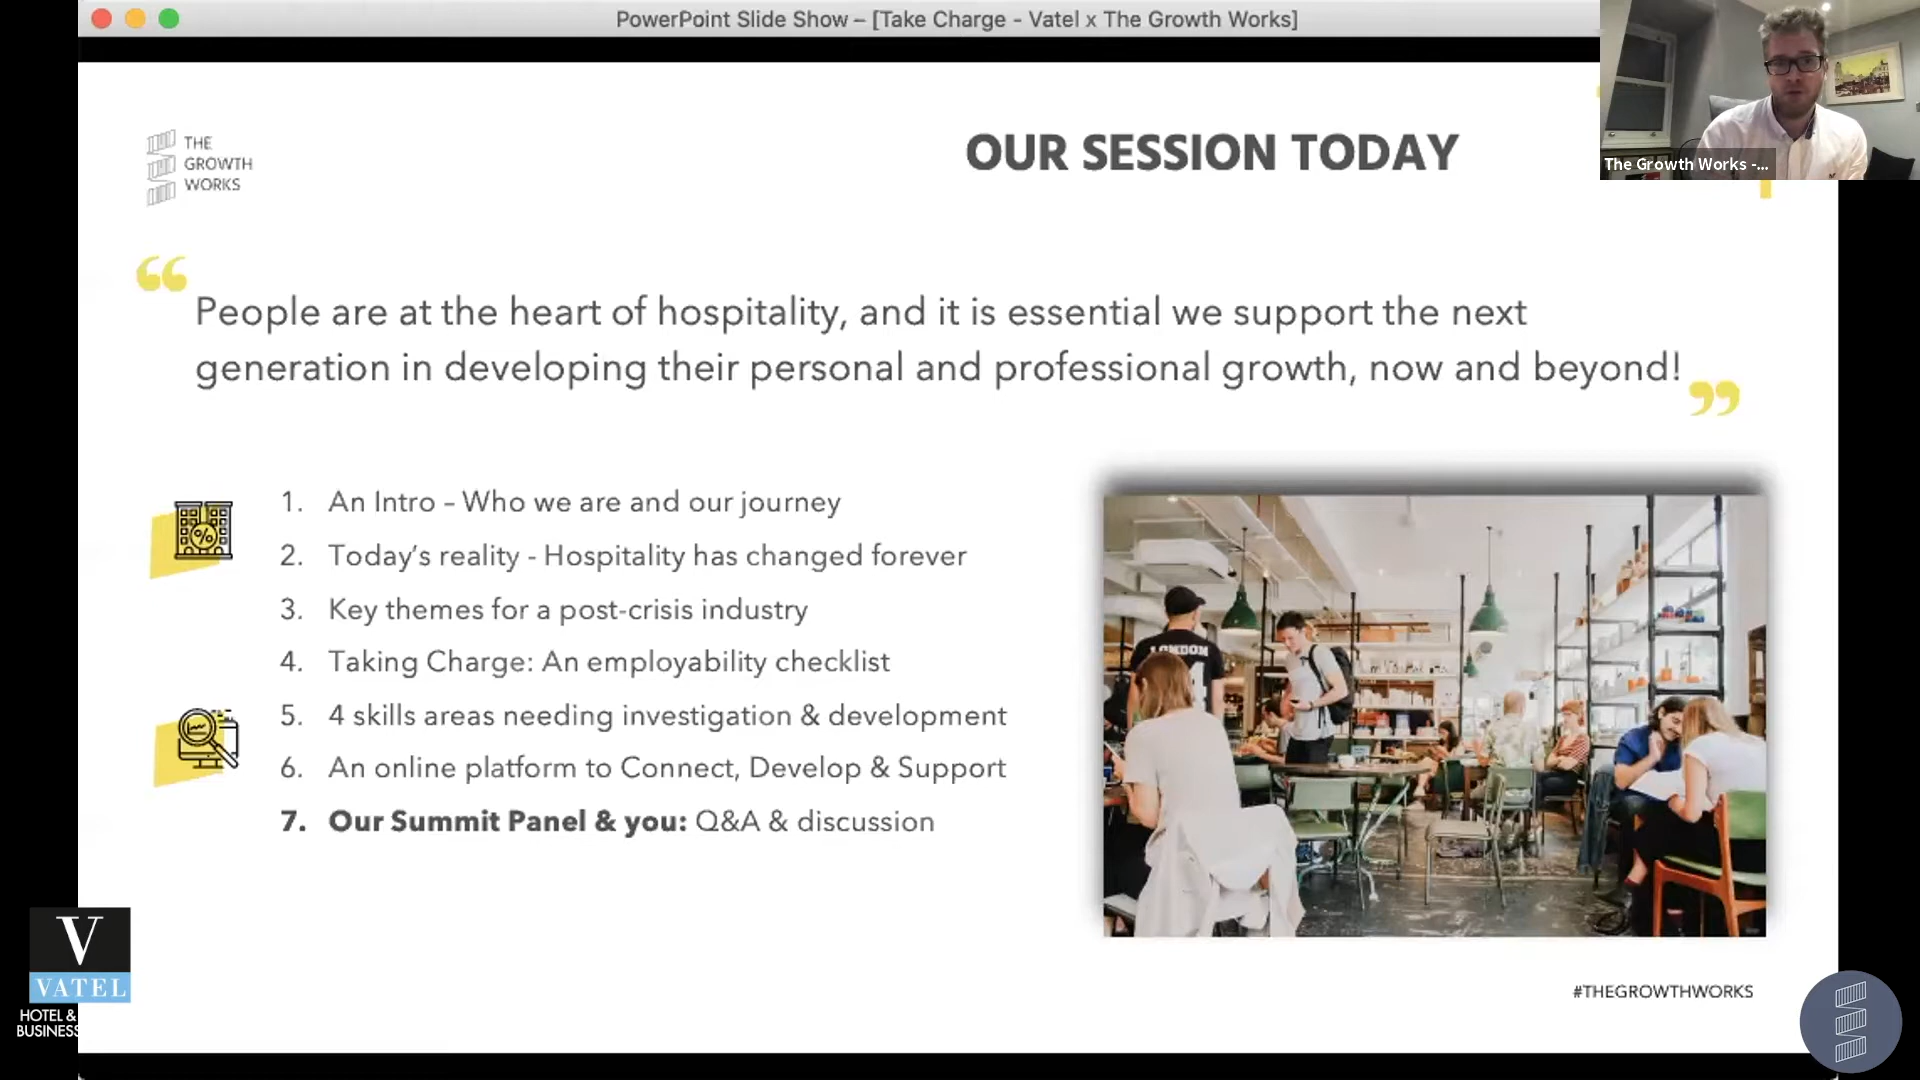 PowerPoint Slide Show – [Take Charge - Vatel x The Growth Works]
The Growth Works -...
THE
GROWTH
WORKS
OUR SESSION TODAY
“
People are at the heart of hospitality, and it is essential we support the next
generation in developing their personal and professional growth, now and beyond!
”
1. An Intro – Who we are and our journey
2. Today’s reality - Hospitality has changed forever
3. Key themes for a post-crisis industry
4. Taking Charge: An employability checklist
5. 4 skills areas needing investigation & development
6. An online platform to Connect, Develop & Support
7. Our Summit Panel & you: Q&A & discussion
%
LONDON
V
VATEL
HOTEL &
BUSINESS
#THEGROWTHWORKS